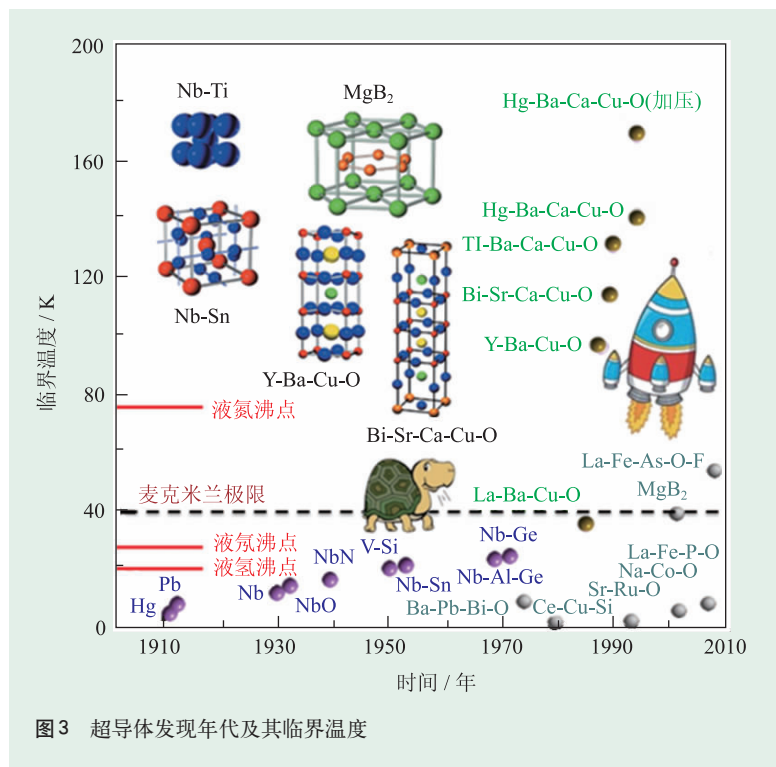 200
160
120
80
40
0
临界温度 / K
Nb-Ti
MgB₂
Hg-Ba-Ca-Cu-O(加压)
Hg-Ba-Ca-Cu-O
TI-Ba-Ca-Cu-O
Nb-Sn
Bi-Sr-Ca-Cu-O
Y-Ba-Cu-O
Y-Ba-Cu-O
液氮沸点
Bi-Sr-Ca-Cu-O
La-Fe-As-O-F
麦克米兰极限
La-Ba-Cu-O
MgB₂
液氖沸点
液氢沸点
V-Si
Nb-Ge
NbN
La-Fe-P-O
Pb
Nb
Nb-Sn
Nb-Al-Ge
Na-Co-O
Sr-Ru-O
Hg
NbO
Ba-Pb-Bi-O
Ce-Cu-Si
1910
1930
1950
1970
1990
2010
时间 / 年
图3 超导体发现年代及其临界温度